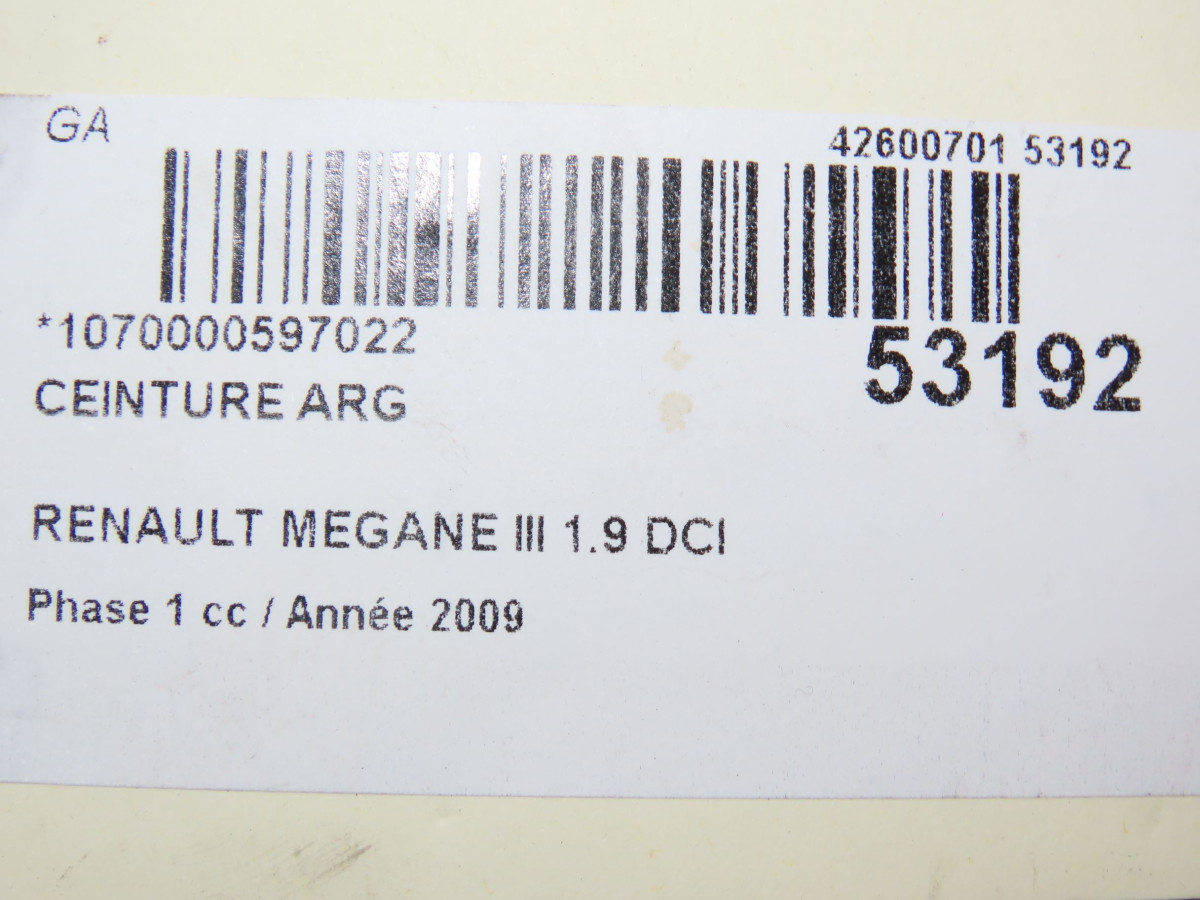 GA
42600701 53192
*1070000597022
53192
CEINTURE ARG
RENAULT MEGANE III 1.9 DCI
Phase 1 cc / Année 2009